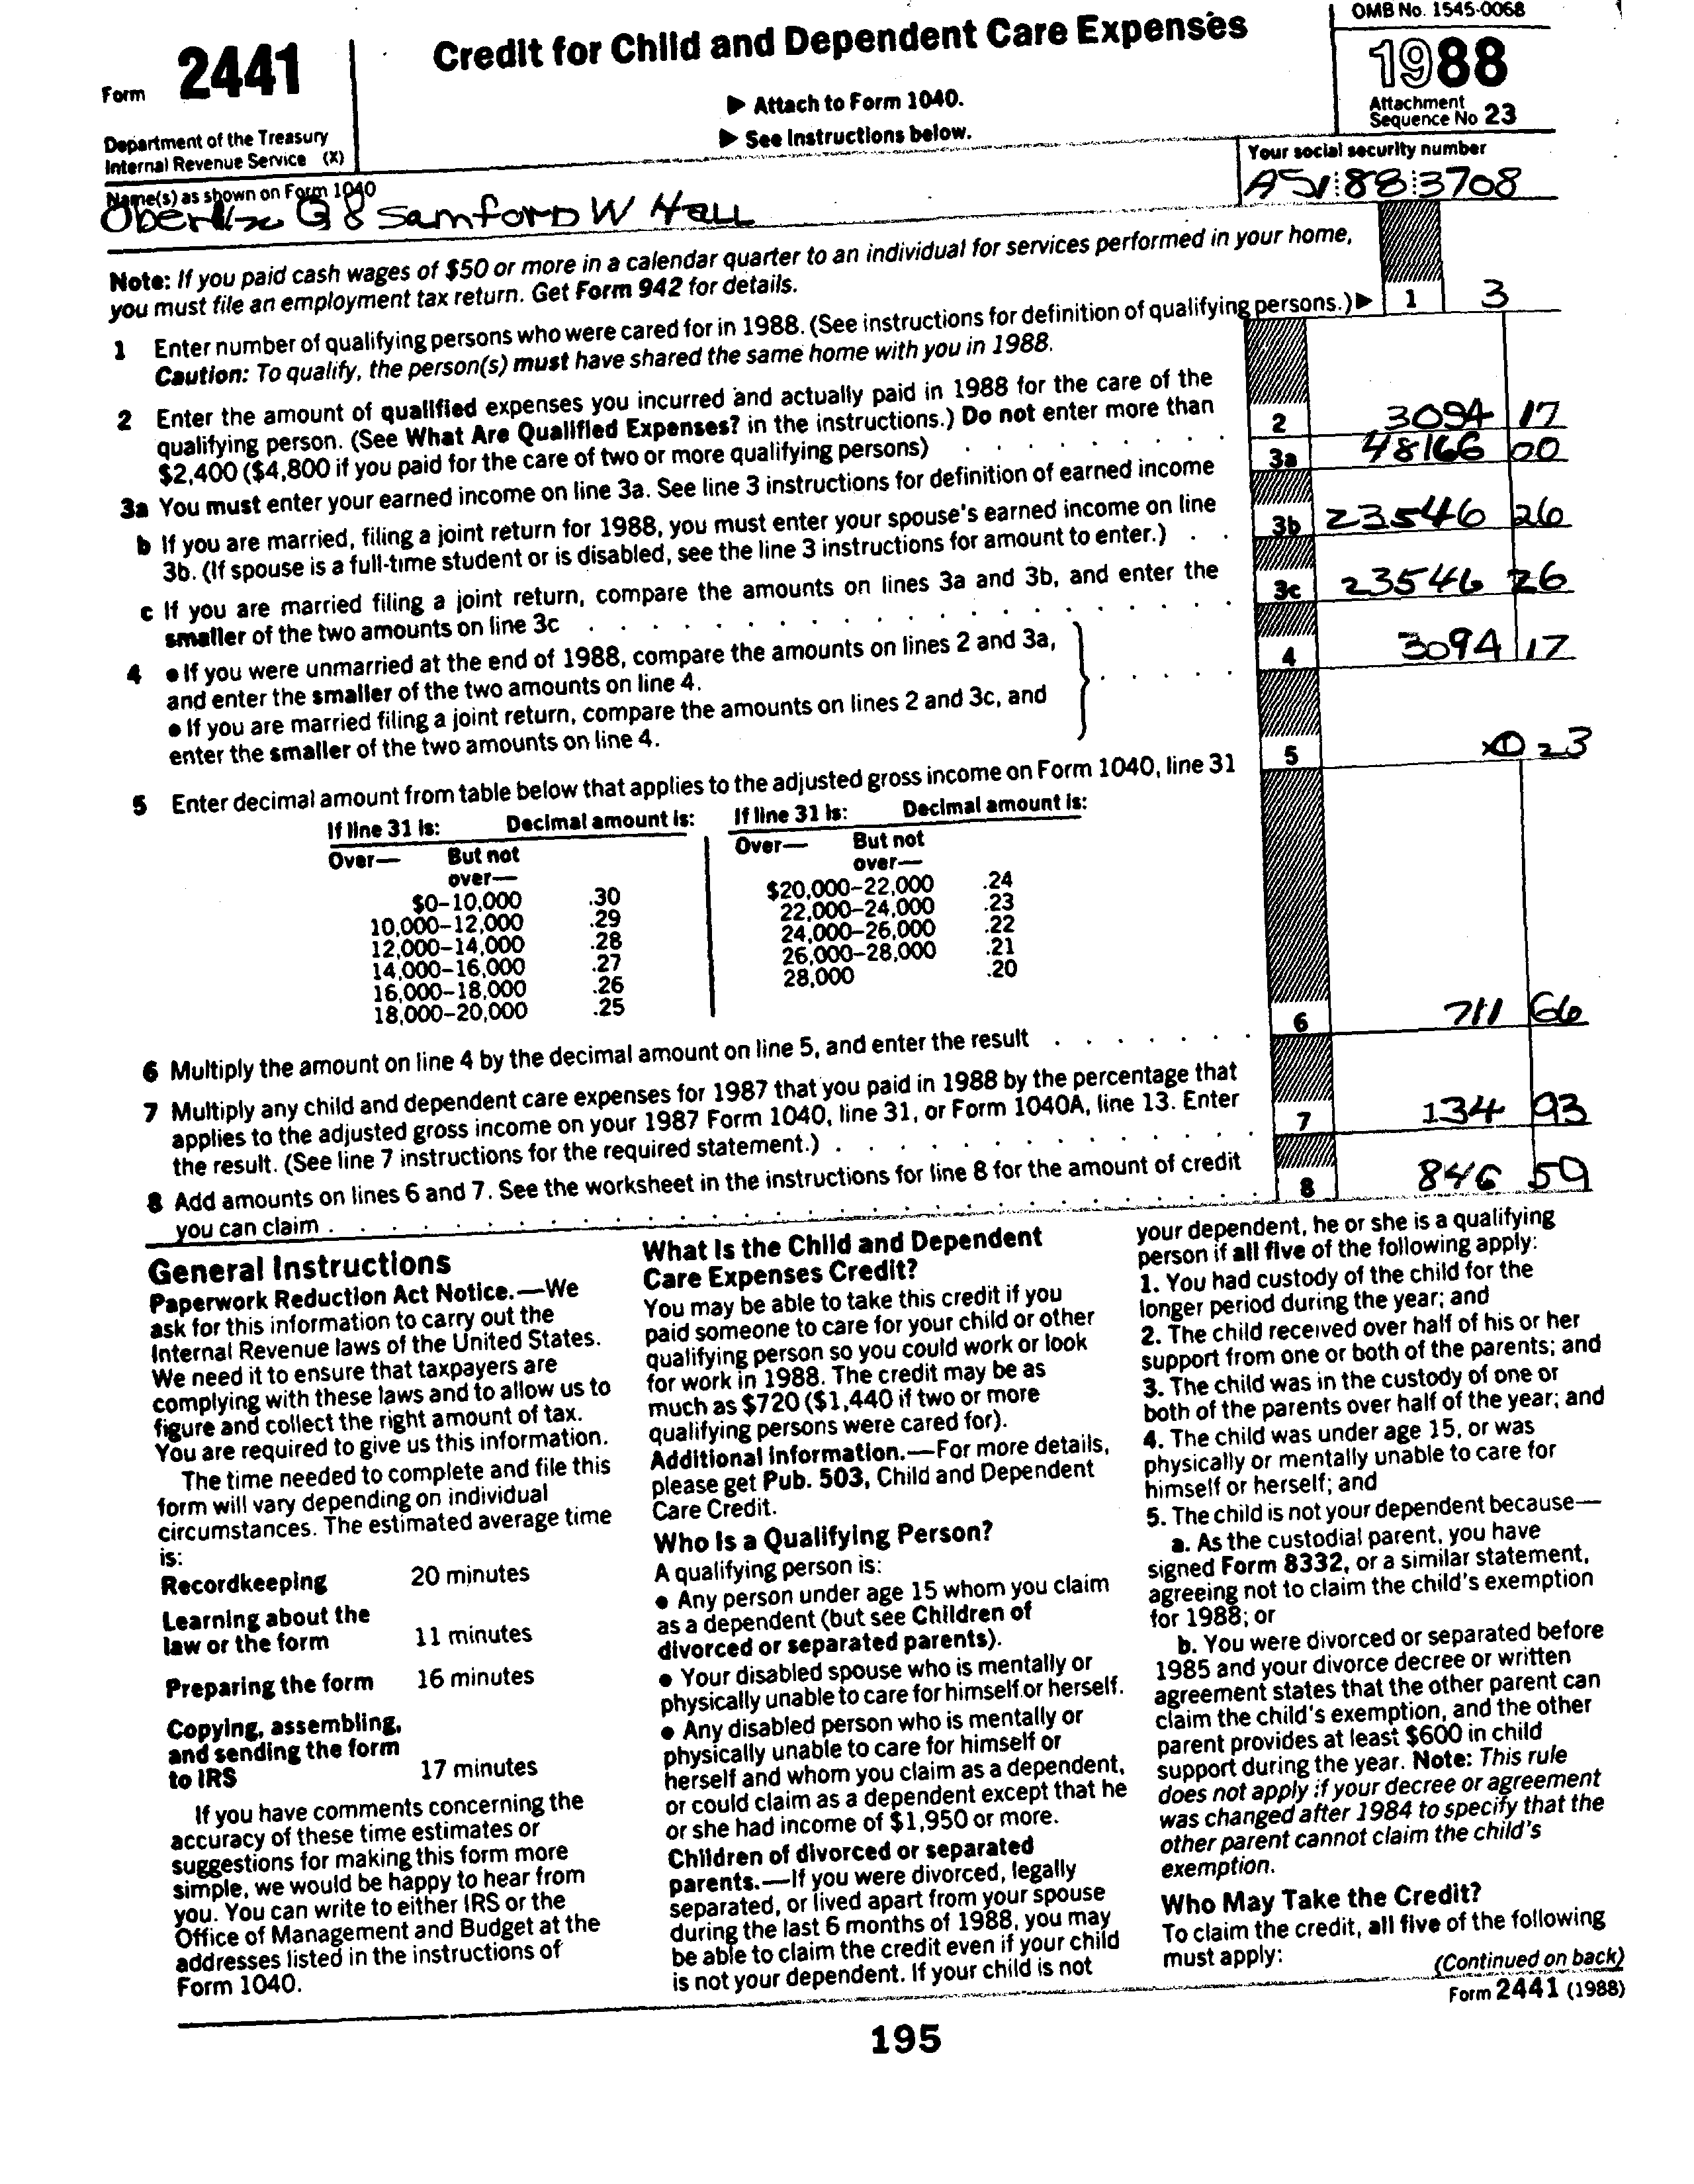 Form 2441
Credit for Child and Dependent Care Expenses
▶ Attach to Form 1040.
▶ See Instructions below.
OMB No. 1545-0068
1988
Attachment
Sequence No 23
Department of the Treasury
Internal Revenue Service (X)
Name(s) as shown on Form 1040
G & Samford W Hall
Your social security number
88 3708
Note: If you paid cash wages of $50 or more in a calendar quarter to an individual for services performed in your home,
you must file an employment tax return. Get Form 942 for details.
1 Enter number of qualifying persons who were cared for in 1988. (See instructions for definition of qualifying persons.) ▶ 1 3
Caution: To qualify, the person(s) must have shared the same home with you in 1988.
2 Enter the amount of qualified expenses you incurred and actually paid in 1988 for the care of the
qualifying person. (See What Are Qualified Expenses? in the instructions.) Do not enter more than
$2,400 ($4,800 if you paid for the care of two or more qualifying persons) . . . . . . . . 2 3094 17
3a You must enter your earned income on line 3a. See line 3 instructions for definition of earned income 3a 48166 00
b If you are married, filing a joint return for 1988, you must enter your spouse's earned income on line
3b. (If spouse is a full-time student or is disabled, see the line 3 instructions for amount to enter.) . . 3b 23546 26
c If you are married filing a joint return, compare the amounts on lines 3a and 3b, and enter the
smaller of the two amounts on line 3c . . . . . . . . . . . . . . . . . . 3c 23546 26
4 ● If you were unmarried at the end of 1988, compare the amounts on lines 2 and 3a,
and enter the smaller of the two amounts on line 4.
● If you are married filing a joint return, compare the amounts on lines 2 and 3c, and
enter the smaller of the two amounts on line 4. . . . . . 4 3094 17
5 Enter decimal amount from table below that applies to the adjusted gross income on Form 1040, line 31 5 ×0 23
If line 31 is: Decimal amount is: If line 31 is: Decimal amount is:
Over— But not over— Over— But not over—
$0–10,000 .30 $20,000–22,000 .24
10,000–12,000 .29 22,000–24,000 .23
12,000–14,000 .28 24,000–26,000 .22
14,000–16,000 .27 26,000–28,000 .21
16,000–18,000 .26 28,000 .20
18,000–20,000 .25
6 Multiply the amount on line 4 by the decimal amount on line 5, and enter the result . . . . . . . 6 711 66
7 Multiply any child and dependent care expenses for 1987 that you paid in 1988 by the percentage that
applies to the adjusted gross income on your 1987 Form 1040, line 31, or Form 1040A, line 13. Enter
the result. (See line 7 instructions for the required statement.) . . . . . . . . . . . . . 7 134 93
8 Add amounts on lines 6 and 7. See the worksheet in the instructions for line 8 for the amount of credit
you can claim . . . . . . . . . . . . . . . . . . . . . . . . 8 846 59
General Instructions
Paperwork Reduction Act Notice.—We
ask for this information to carry out the
Internal Revenue laws of the United States.
We need it to ensure that taxpayers are
complying with these laws and to allow us to
figure and collect the right amount of tax.
You are required to give us this information.
The time needed to complete and file this
form will vary depending on individual
circumstances. The estimated average time
is:
Recordkeeping 20 minutes
Learning about the
law or the form 11 minutes
Preparing the form 16 minutes
Copying, assembling,
and sending the form
to IRS 17 minutes
If you have comments concerning the
accuracy of these time estimates or
suggestions for making this form more
simple, we would be happy to hear from
you. You can write to either IRS or the
Office of Management and Budget at the
addresses listed in the instructions of
Form 1040.
What Is the Child and Dependent
Care Expenses Credit?
You may be able to take this credit if you
paid someone to care for your child or other
qualifying person so you could work or look
for work in 1988. The credit may be as
much as $720 ($1,440 if two or more
qualifying persons were cared for).
Additional information.—For more details,
please get Pub. 503, Child and Dependent
Care Credit.
Who Is a Qualifying Person?
A qualifying person is:
● Any person under age 15 whom you claim
as a dependent (but see Children of
divorced or separated parents).
● Your disabled spouse who is mentally or
physically unable to care for himself or herself.
● Any disabled person who is mentally or
physically unable to care for himself or
herself and whom you claim as a dependent,
or could claim as a dependent except that he
or she had income of $1,950 or more.
Children of divorced or separated
parents.—If you were divorced, legally
separated, or lived apart from your spouse
during the last 6 months of 1988, you may
be able to claim the credit even if your child
is not your dependent. If your child is not
your dependent, he or she is a qualifying
person if all five of the following apply:
1. You had custody of the child for the
longer period during the year; and
2. The child received over half of his or her
support from one or both of the parents; and
3. The child was in the custody of one or
both of the parents over half of the year; and
4. The child was under age 15, or was
physically or mentally unable to care for
himself or herself; and
5. The child is not your dependent because—
a. As the custodial parent, you have
signed Form 8332, or a similar statement,
agreeing not to claim the child's exemption
for 1988; or
b. You were divorced or separated before
1985 and your divorce decree or written
agreement states that the other parent can
claim the child's exemption, and the other
parent provides at least $600 in child
support during the year. Note: This rule
does not apply if your decree or agreement
was changed after 1984 to specify that the
other parent cannot claim the child's
exemption.
Who May Take the Credit?
To claim the credit, all five of the following
must apply:
(Continued on back)
Form 2441 (1988)
195